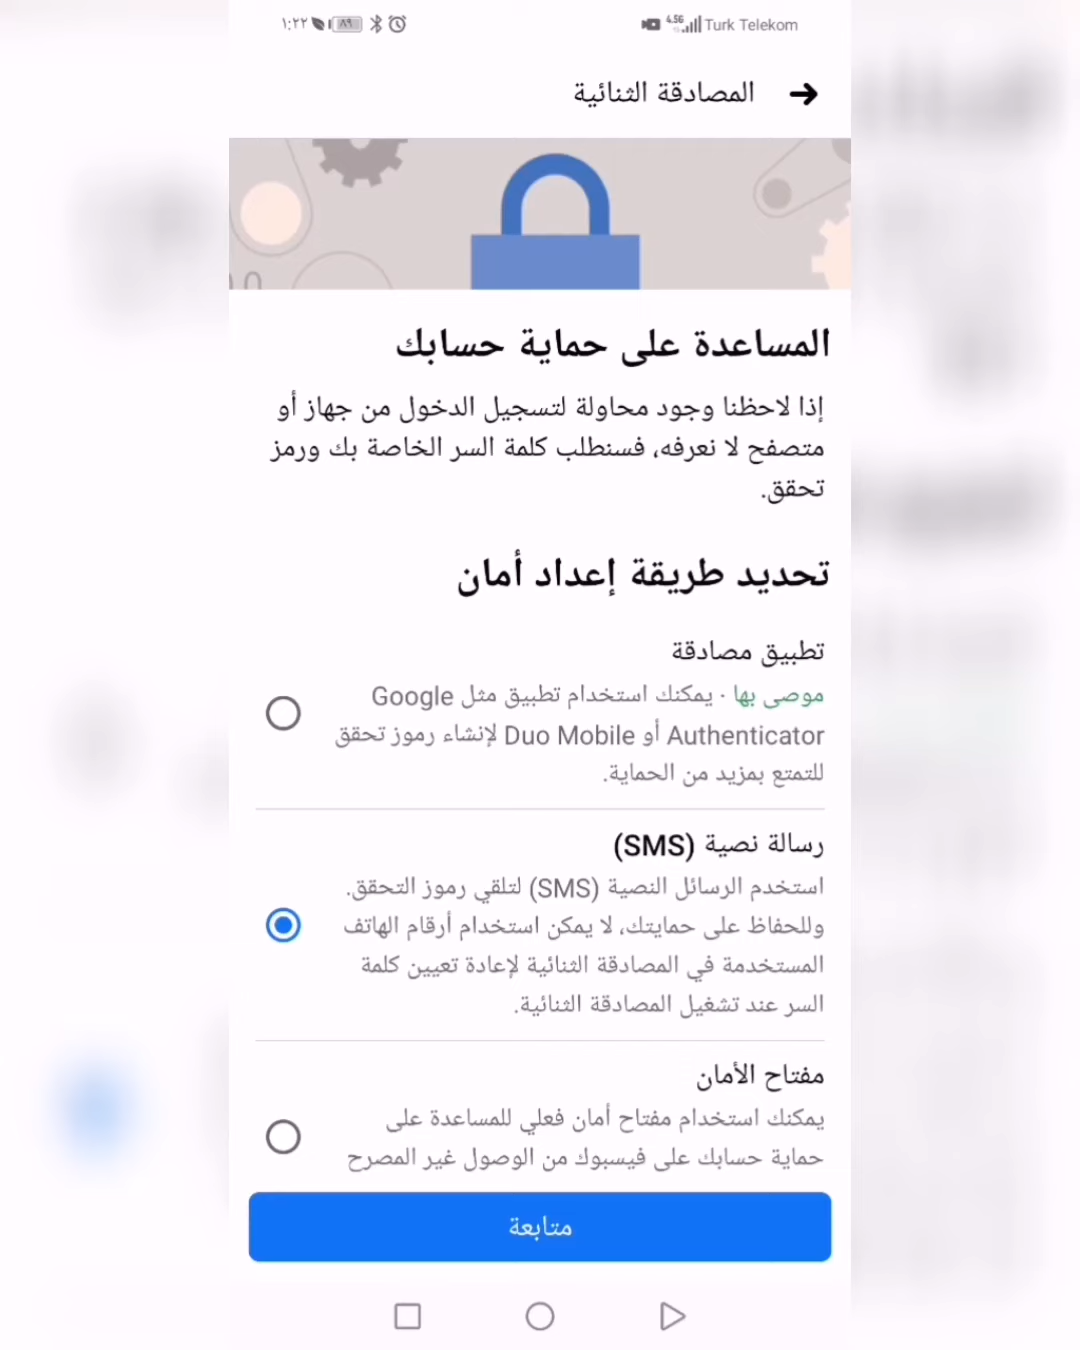 ١:٢٢
٨٩
4.5G
Turk Telekom
المصادقة الثنائية
المساعدة على حماية حسابك
إذا لاحظنا وجود محاولة لتسجيل الدخول من جهاز أو
متصفح لا نعرفه، فسنطلب كلمة السر الخاصة بك ورمز
تحقق.
تحديد طريقة إعداد أمان
تطبيق مصادقة
موصى بها · يمكنك استخدام تطبيق مثل Google
Authenticator أو Duo Mobile لإنشاء رموز تحقق
للتمتع بمزيد من الحماية.
رسالة نصية (SMS)
استخدم الرسائل النصية (SMS) لتلقي رموز التحقق.
وللحفاظ على حمايتك، لا يمكن استخدام أرقام الهاتف
المستخدمة في المصادقة الثنائية لإعادة تعيين كلمة
السر عند تشغيل المصادقة الثنائية.
مفتاح الأمان
يمكنك استخدام مفتاح أمان فعلي للمساعدة على
حماية حسابك على فيسبوك من الوصول غير المصرح
متابعة